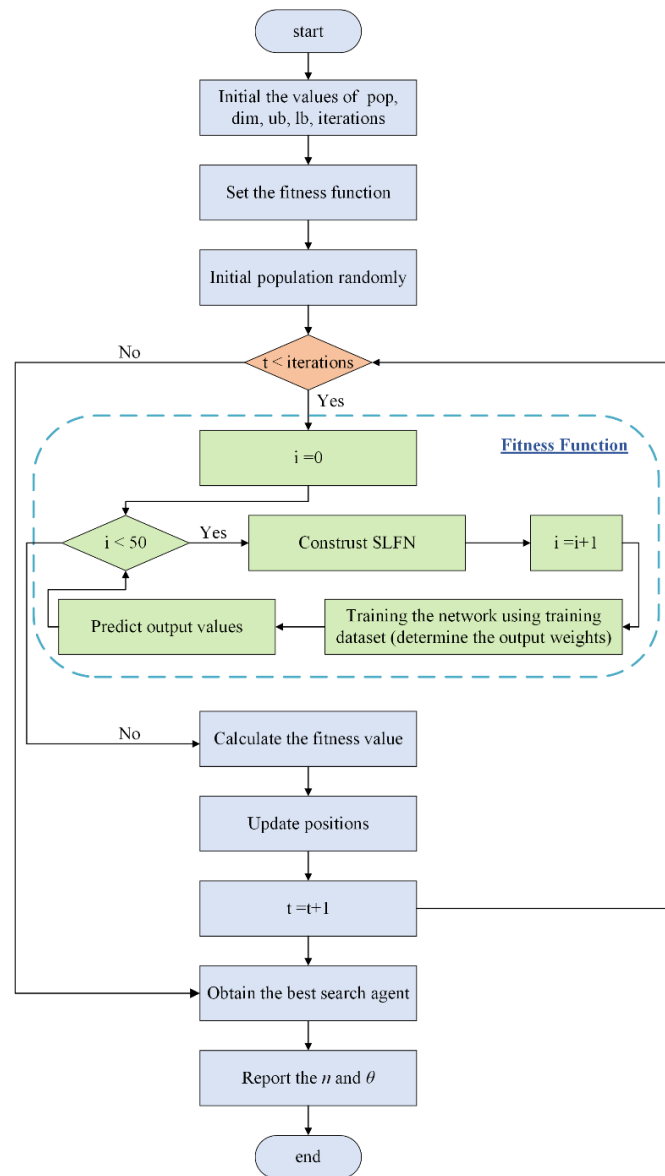 start
Initial the values of pop,
dim, ub, lb, iterations
Set the fitness function
Initial population randomly
No
t < iterations
Yes
Fitness Function
i =0
i < 50
Yes
Construst SLFN
i =i+1
Predict output values
Training the network using training
dataset (determine the output weights)
No
Calculate the fitness value
Update positions
t =t+1
Obtain the best search agent
Report the n and θ
end